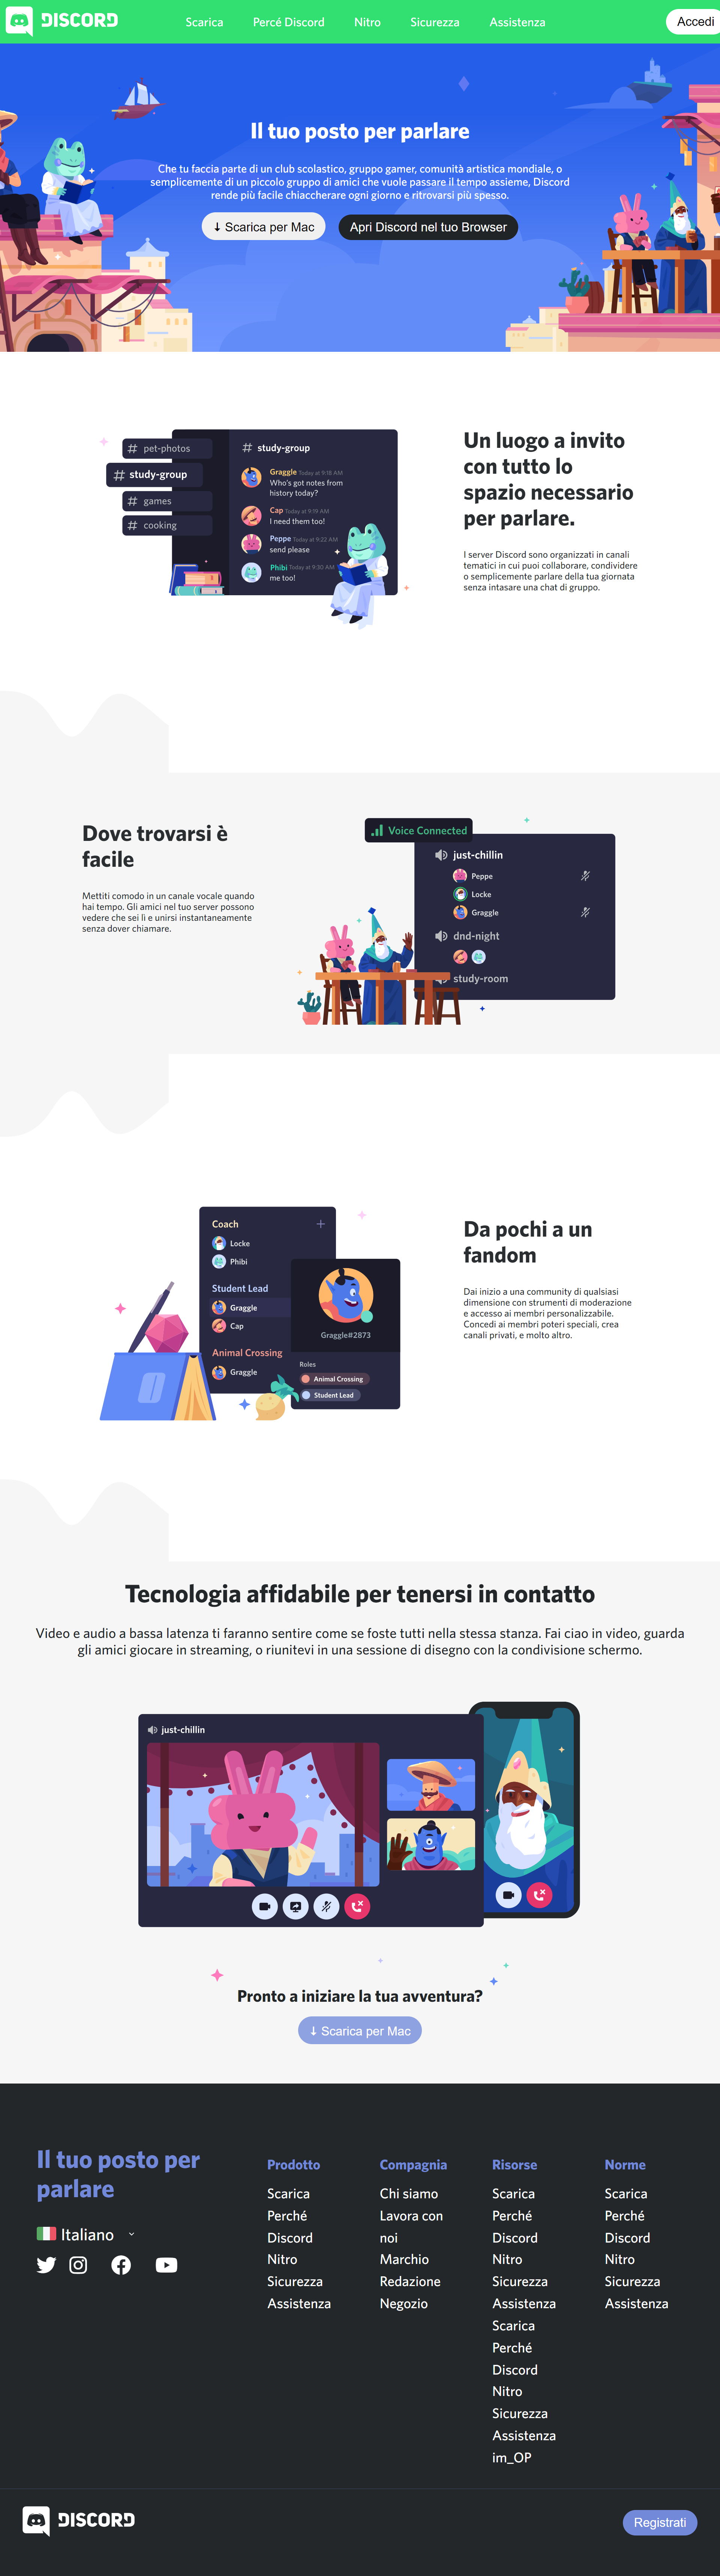 DISCORD
Scarica
Percé Discord
Nitro
Sicurezza
Assistenza
Accedi
Il tuo posto per parlare
Che tu faccia parte di un club scolastico, gruppo gamer, comunità artistica mondiale, o
semplicemente di un piccolo gruppo di amici che vuole passare il tempo assieme, Discord
rende più facile chiaccherare ogni giorno e ritrovarsi più spesso.
↓ Scarica per Mac
Apri Discord nel tuo Browser
# pet-photos
# study-group
# games
# cooking
# study-group
Graggle Today at 9:18 AM
Who's got notes from
history today?
Cap Today at 9:19 AM
I need them too!
Peppe Today at 9:22 AM
send please
Phibi Today at 9:30 AM
me too!
Un luogo a invito
con tutto lo
spazio necessario
per parlare.
I server Discord sono organizzati in canali
tematici in cui puoi collaborare, condividere
o semplicemente parlare della tua giornata
senza intasare una chat di gruppo.
Dove trovarsi è
facile
Mettiti comodo in un canale vocale quando
hai tempo. Gli amici nel tuo server possono
vedere che sei lì e unirsi instantaneamente
senza dover chiamare.
Voice Connected
just-chillin
Peppe
Locke
Graggle
dnd-night
study-room
Coach
Locke
Phibi
Student Lead
Graggle
Cap
Animal Crossing
Graggle
Graggle#2873
Roles
Animal Crossing
Student Lead
Da pochi a un
fandom
Dai inizio a una community di qualsiasi
dimensione con strumenti di moderazione
e accesso ai membri personalizzabile.
Concedi ai membri poteri speciali, crea
canali privati, e molto altro.
Tecnologia affidabile per tenersi in contatto
Video e audio a bassa latenza ti faranno sentire come se foste tutti nella stessa stanza. Fai ciao in video, guarda
gli amici giocare in streaming, o riunitevi in una sessione di disegno con la condivisione schermo.
just-chillin
Pronto a iniziare la tua avventura?
↓ Scarica per Mac
Il tuo posto per
parlare
Italiano
Prodotto
Scarica
Perché
Discord
Nitro
Sicurezza
Assistenza
Compagnia
Chi siamo
Lavora con
noi
Marchio
Redazione
Negozio
Risorse
Scarica
Perché
Discord
Nitro
Sicurezza
Assistenza
Scarica
Perché
Discord
Nitro
Sicurezza
Assistenza
im_OP
Norme
Scarica
Perché
Discord
Nitro
Sicurezza
Assistenza
DISCORD
Registrati